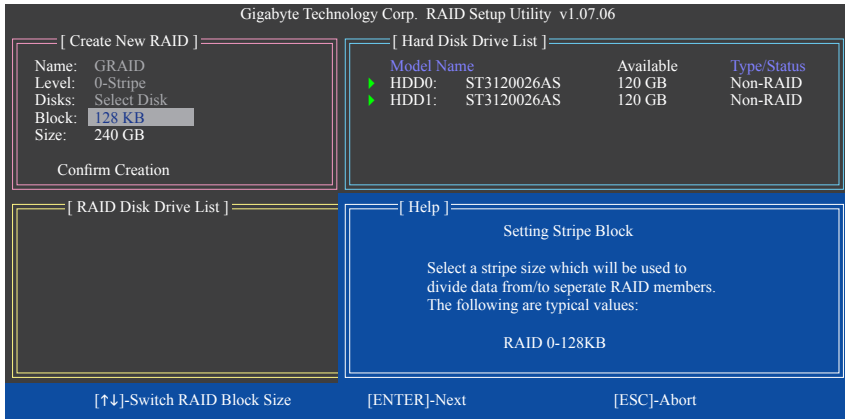 Gigabyte Technology Corp. RAID Setup Utility v1.07.06
[ Create New RAID ]
Name: GRAID
Level: 0-Stripe
Disks: Select Disk
Block: 128 KB
Size: 240 GB
Confirm Creation
[ Hard Disk Drive List ]
Model Name Available Type/Status
HDD0: ST3120026AS 120 GB Non-RAID
HDD1: ST3120026AS 120 GB Non-RAID
[ RAID Disk Drive List ]
[ Help ]
Setting Stripe Block
Select a stripe size which will be used to
divide data from/to seperate RAID members.
The following are typical values:
RAID 0-128KB
[↑↓]-Switch RAID Block Size [ENTER]-Next [ESC]-Abort